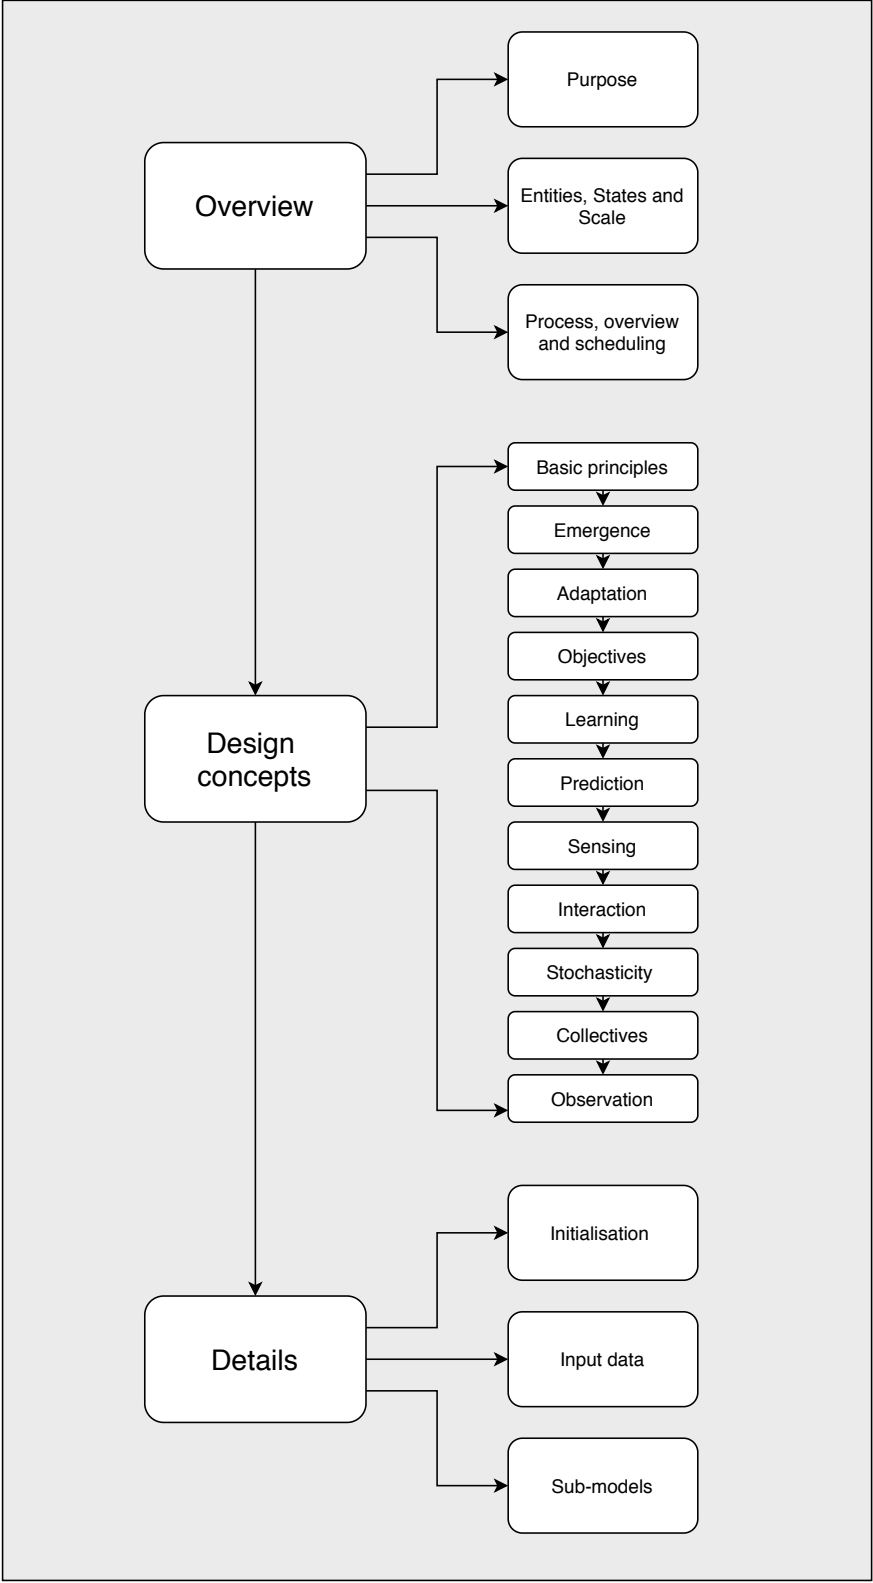 Overview
Purpose
Entities, States and
Scale
Process, overview
and scheduling
Design
concepts
Basic principles
Emergence
Adaptation
Objectives
Learning
Prediction
Sensing
Interaction
Stochasticity
Collectives
Observation
Details
Initialisation
Input data
Sub-models